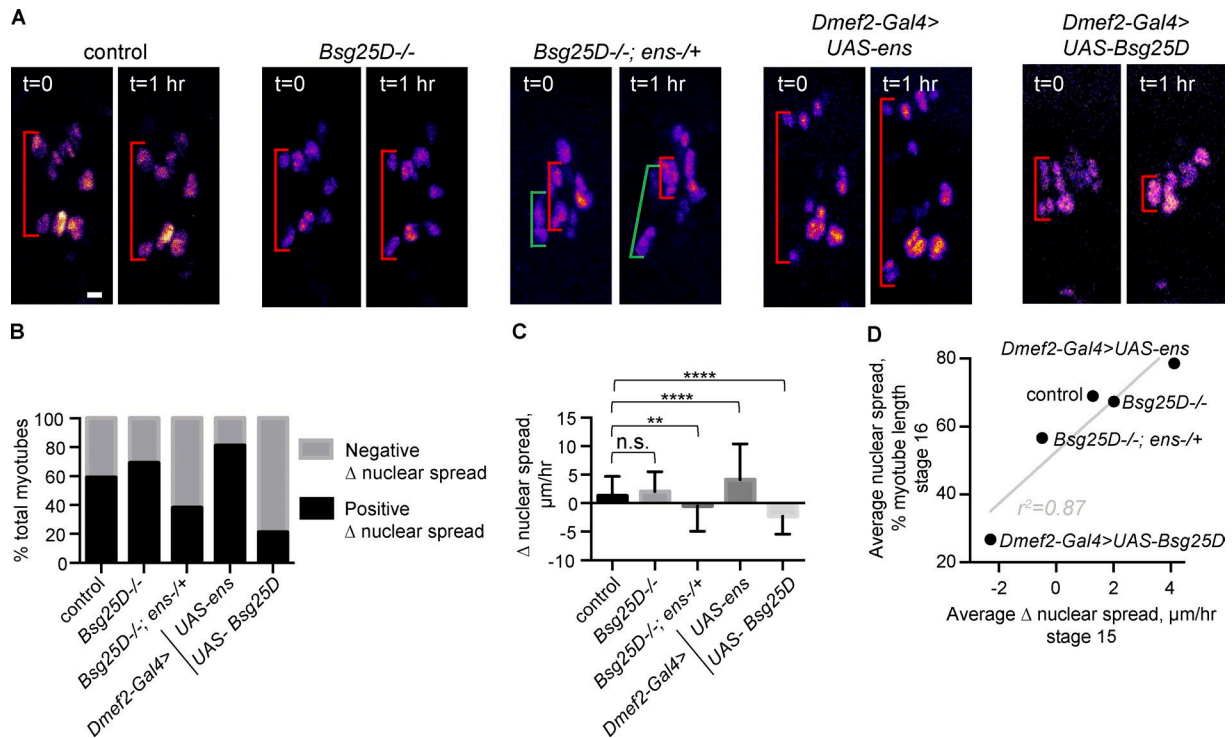 A
control
Bsg25D-/-
Bsg25D-/-; ens-/+
Dmef2-Gal4>
UAS-ens
Dmef2-Gal4>
UAS-Bsg25D
t=0
t=1 hr
t=0
t=1 hr
t=0
t=1 hr
t=0
t=1 hr
t=0
t=1 hr
B
% total myotubes
100
80
60
40
20
0
control
Bsg25D-/-
Bsg25D-/-; ens-/+
Dmef2-Gal4>
UAS-ens
UAS- Bsg25D
Negative
Δ nuclear spread
Positive
Δ nuclear spread
C
Δ nuclear spread,
µm/hr
15
10
5
0
-5
-10
****
****
**
n.s.
control
Bsg25D-/-
Bsg25D-/-; ens-/+
Dmef2-Gal4>
UAS-ens
UAS- Bsg25D
D
Average nuclear spread,
% myotube length
stage 16
80
60
40
20
Dmef2-Gal4>UAS-ens
control
Bsg25D-/-
Bsg25D-/-; ens-/+
r²=0.87
Dmef2-Gal4>UAS-Bsg25D
-2
0
2
4
Average Δ nuclear spread, µm/hr
stage 15